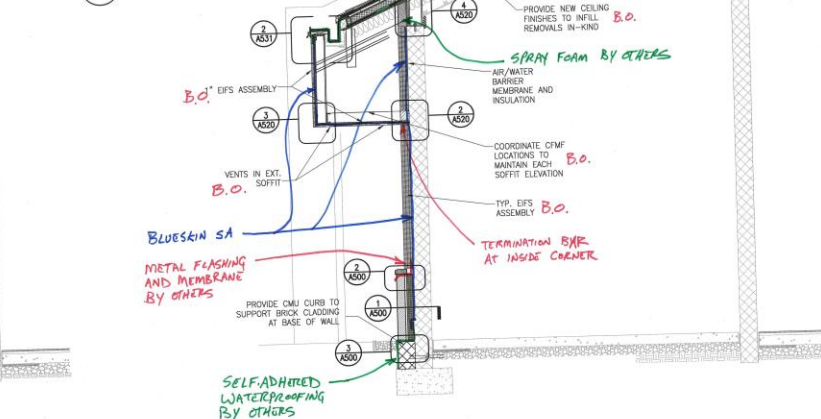 4
A520
PROVIDE NEW CEILING
FINISHES TO INFILL
REMOVALS IN-KIND
B.O.
2
A531
SPRAY FOAM BY OTHERS
AIR/WATER
BARRIER
MEMBRANE AND
INSULATION
B.O.
1" EIFS ASSEMBLY
3
A520
2
A520
COORDINATE CFMF
LOCATIONS TO
MAINTAIN EACH
SOFFIT ELEVATION
B.O.
VENTS IN EXT.
SOFFIT
B.O.
TYP. EIFS
ASSEMBLY
B.O.
BLUESKIN SA
TERMINATION BAR
AT INSIDE CORNER
METAL FLASHING
AND MEMBRANE
BY OTHERS
2
A500
PROVIDE CMU CURB TO
SUPPORT BRICK CLADDING
AT BASE OF WALL
1
A500
3
A500
SELF-ADHERED
WATERPROOFING
BY OTHERS